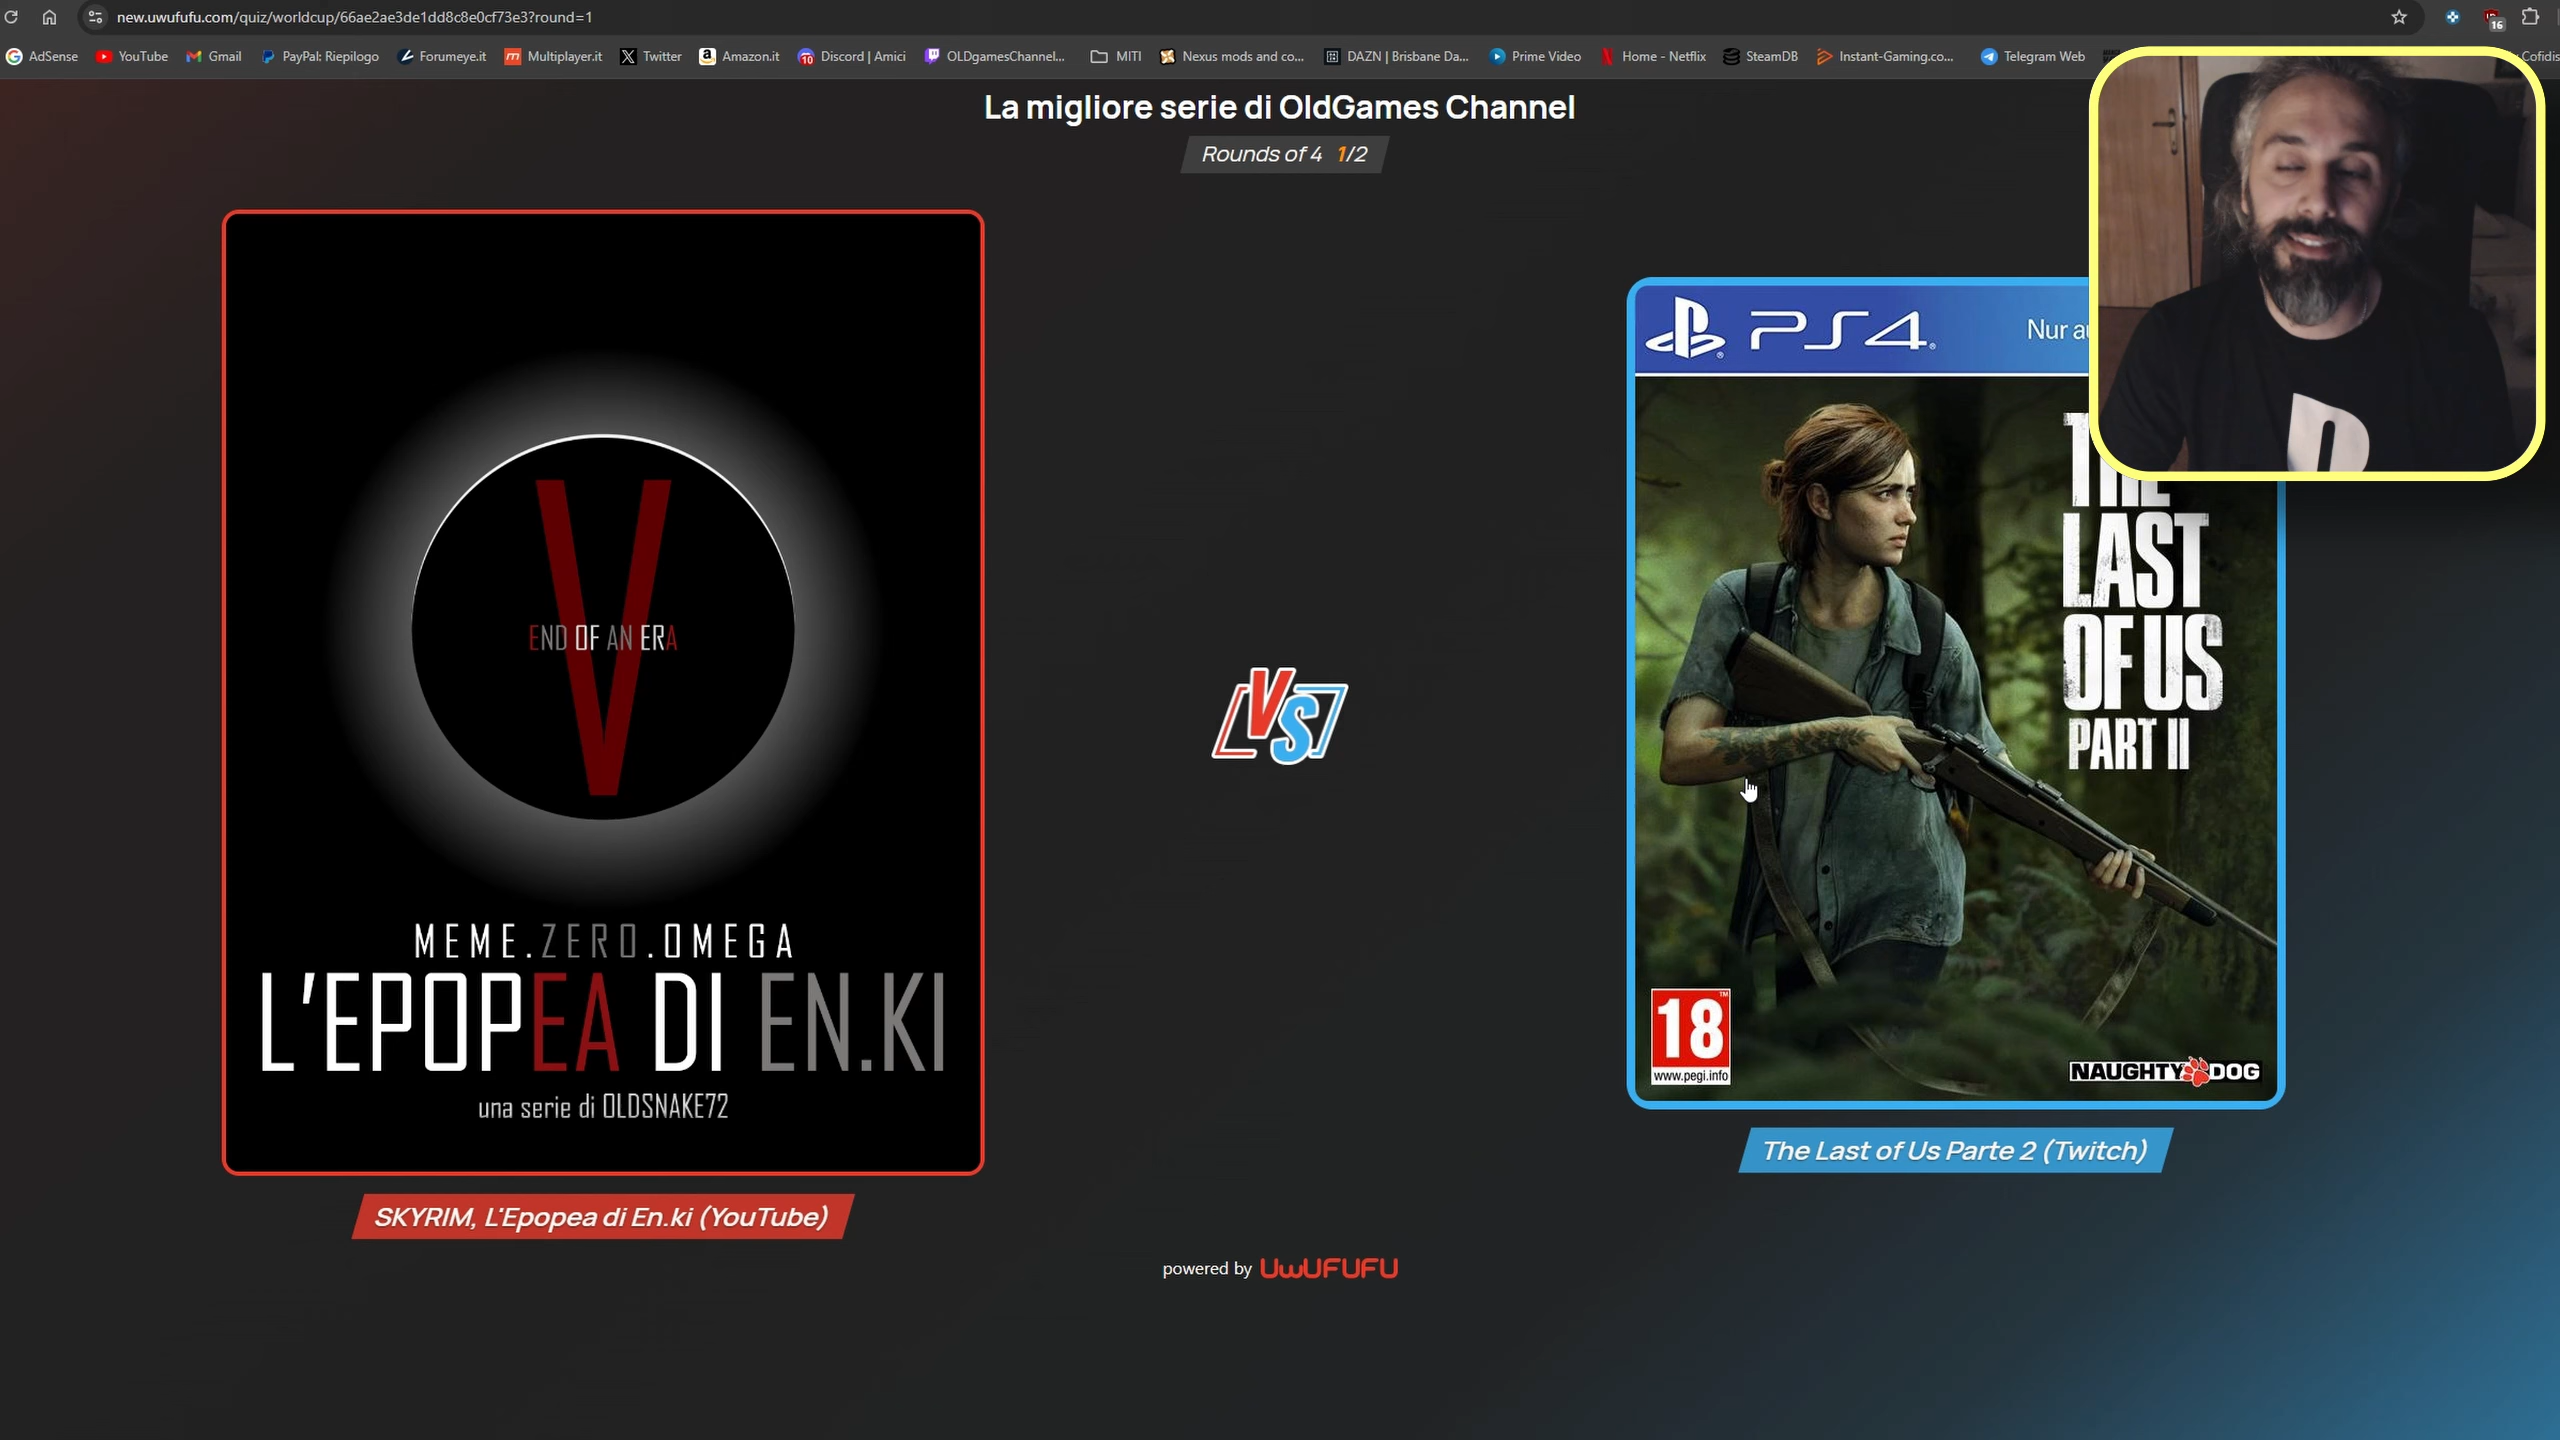 new.uwufufu.com/quiz/worldcup/66ae2ae3de1dd8c8e0cf73e3?round=1
16
AdSense YouTube Gmail PayPal: Riepilogo Forumeye.it Multiplayer.it Twitter Amazon.it Discord | Amici OLDgamesChannel... MITI Nexus mods and co... DAZN | Brisbane Da... Prime Video Home - Netflix SteamDB Instant-Gaming.co... Telegram Web Cofidis
La migliore serie di OldGames Channel
Rounds of 4 1/2
V
END OF AN ERA
MEME.ZERO.OMEGA
L'EPOPEA DI EN.KI
una serie di OLDSNAKE72
SKYRIM, L'Epopea di En.ki (YouTube)
VS
PS4
Nur
THE
LAST
OF US
PART II
18
www.pegi.info
NAUGHTY DOG
The Last of Us Parte 2 (Twitch)
powered by UwUFUFU